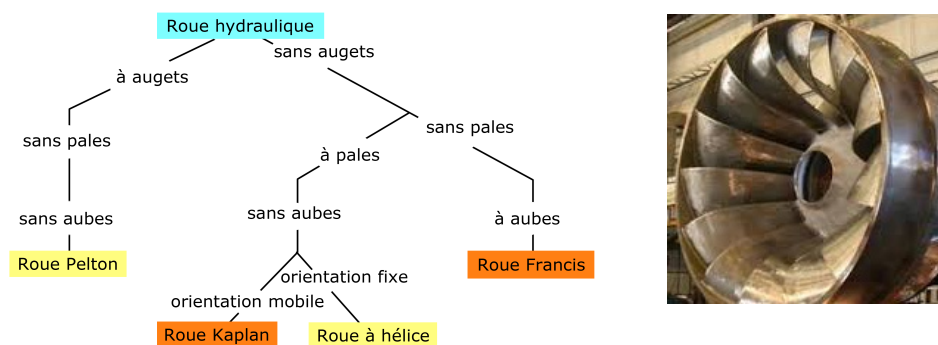 Roue hydraulique
sans augets
à augets
sans pales
sans pales
à pales
sans aubes
sans aubes
à aubes
Roue Pelton
Roue Francis
orientation fixe
orientation mobile
Roue Kaplan
Roue à hélice